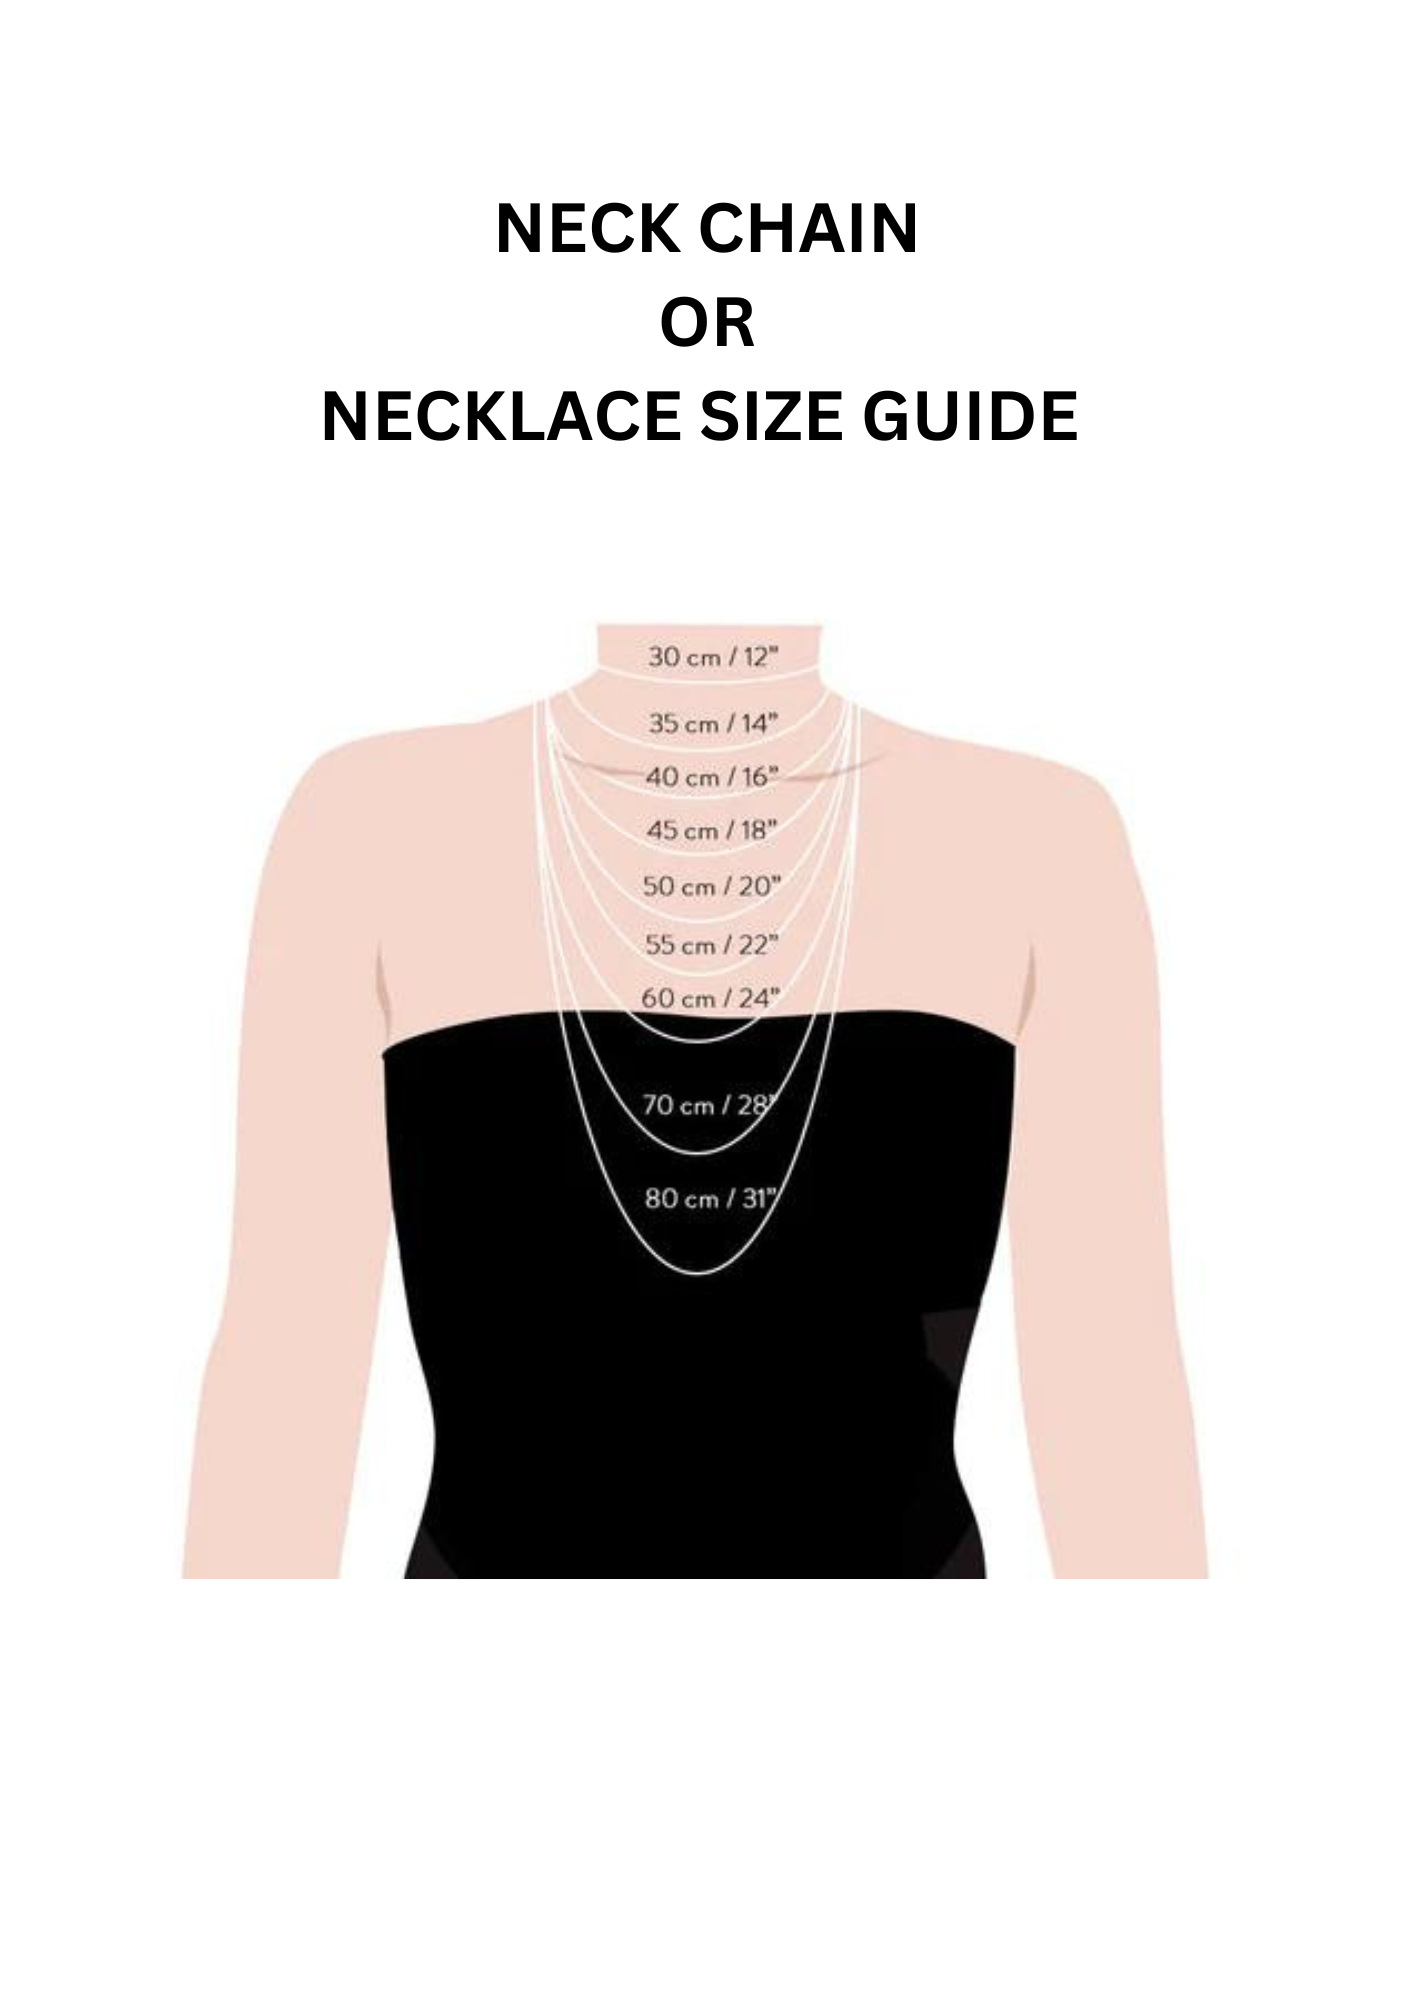 NECK CHAIN
OR
NECKLACE SIZE GUIDE
30 cm / 12”
35 cm / 14”
40 cm / 16”
45 cm / 18”
50 cm / 20”
55 cm / 22”
60 cm / 24”
70 cm / 28”
80 cm / 31”